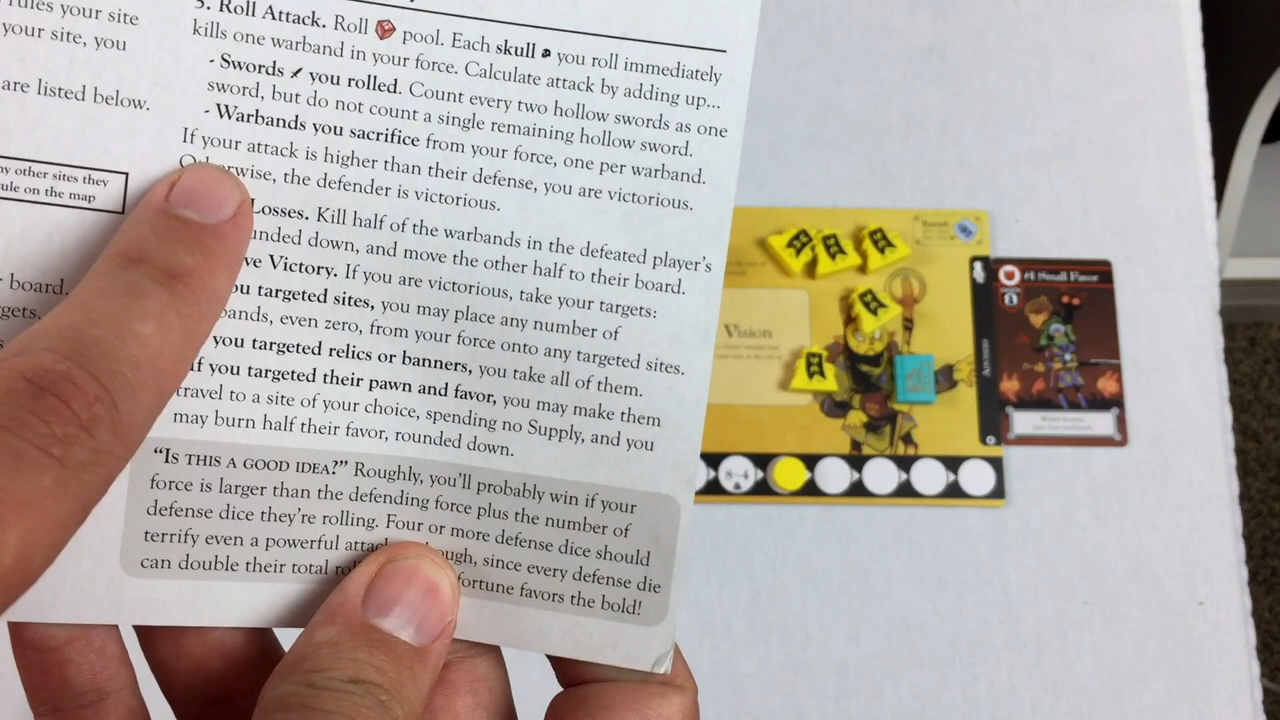 rules your site
your site, you
are listed below.
ny other sites they
rule on the map
board.
gets.
5. Roll Attack. Roll pool. Each skull you roll immediately
kills one warband in your force. Calculate attack by adding up...
- Swords you rolled. Count every two hollow swords as one
sword, but do not count a single remaining hollow sword.
- Warbands you sacrifice from your force, one per warband.
If your attack is higher than their defense, you are victorious.
Otherwise, the defender is victorious.
Losses. Kill half of the warbands in the defeated player's
unded down, and move the other half to their board.
ve Victory. If you are victorious, take your targets:
ou targeted sites, you may place any number of
bands, even zero, from your force onto any targeted sites.
you targeted relics or banners, you take all of them.
If you targeted their pawn and favor, you may make them
travel to a site of your choice, spending no Supply, and you
may burn half their favor, rounded down.
"IS THIS A GOOD IDEA?" Roughly, you'll probably win if your
force is larger than the defending force plus the number of
defense dice they're rolling. Four or more defense dice should
terrify even a powerful attac ough, since every defense die
can double their total ro fortune favors the bold!
Vision
8–4
A Small Favor